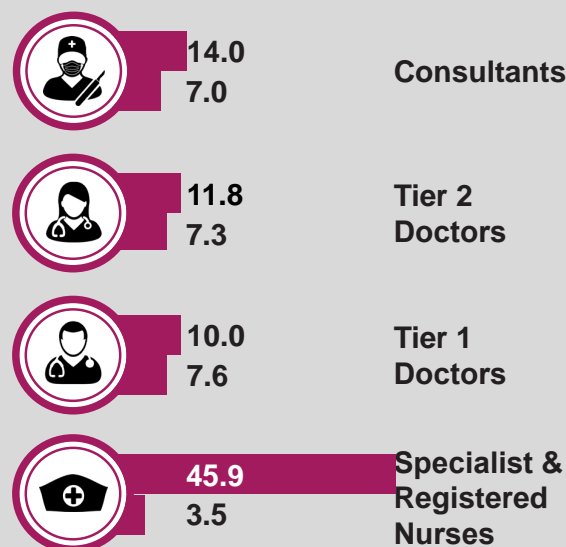 14.0
7.0
Consultants
11.8
7.3
Tier 2
Doctors
10.0
7.6
Tier 1
Doctors
45.9
3.5
Specialist &
Registered
Nurses